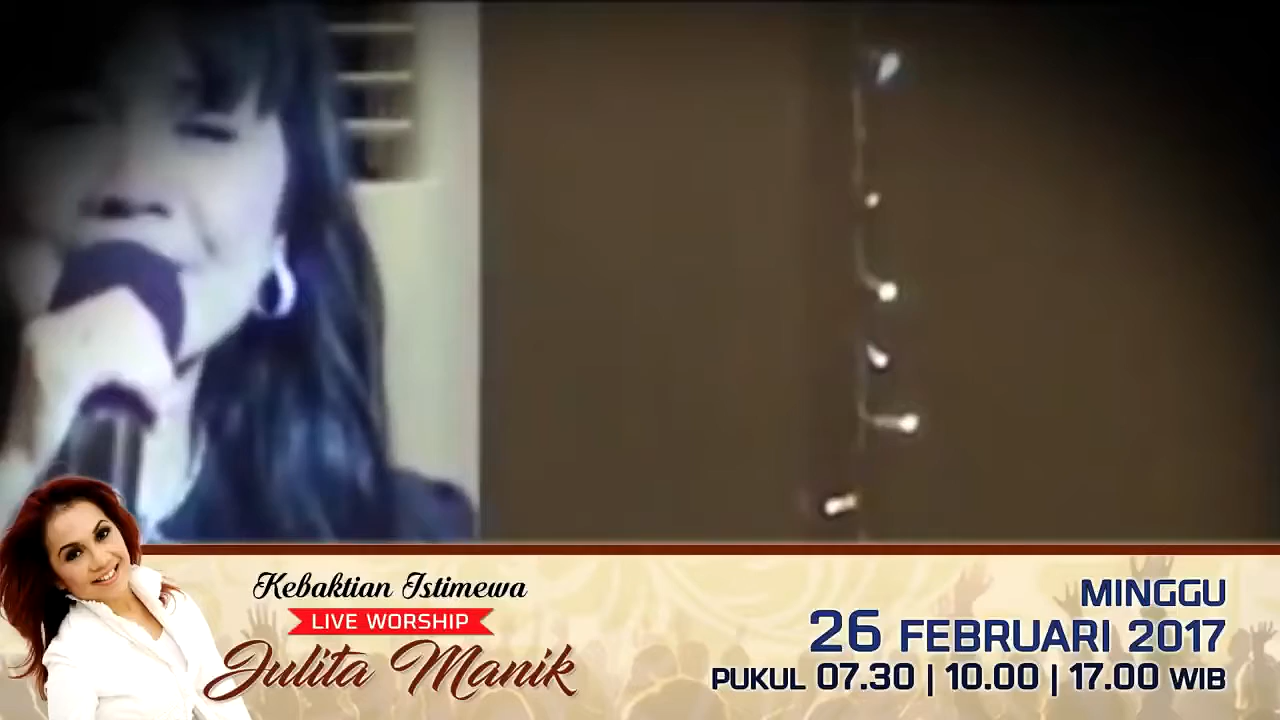 Kebaktian Istimewa
LIVE WORSHIP
Julita Manik
MINGGU
26 FEBRUARI 2017
PUKUL 07.30 | 10.00 | 17.00 WIB